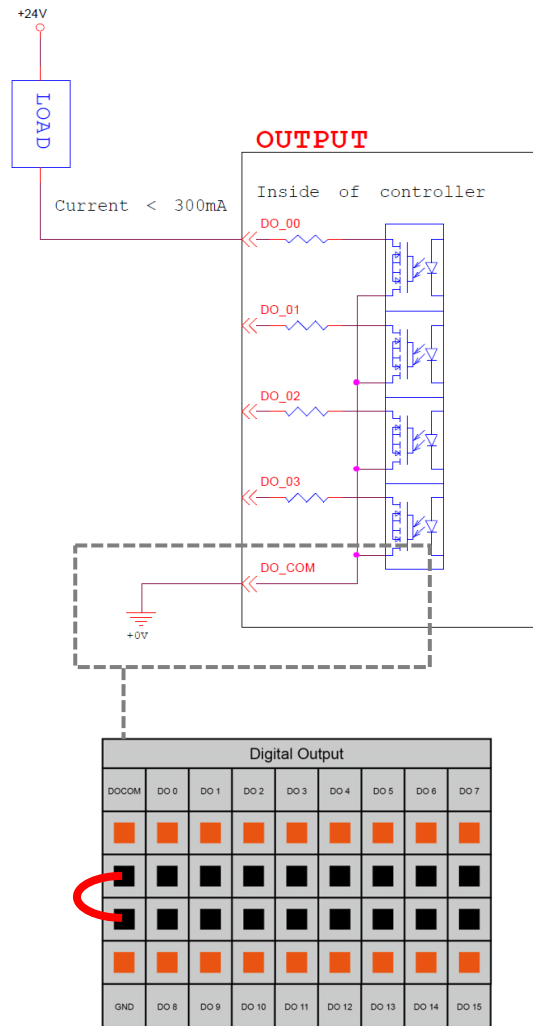 +24V
LOAD
OUTPUT
Inside of controller
Current < 300mA
DO_00
DO_01
DO_02
DO_03
DO_COM
+0V
Digital Output
DOCOM DO 0 DO 1 DO 2 DO 3 DO 4 DO 5 DO 6 DO 7
GND DO 8 DO 9 DO 10 DO 11 DO 12 DO 13 DO 14 DO 15